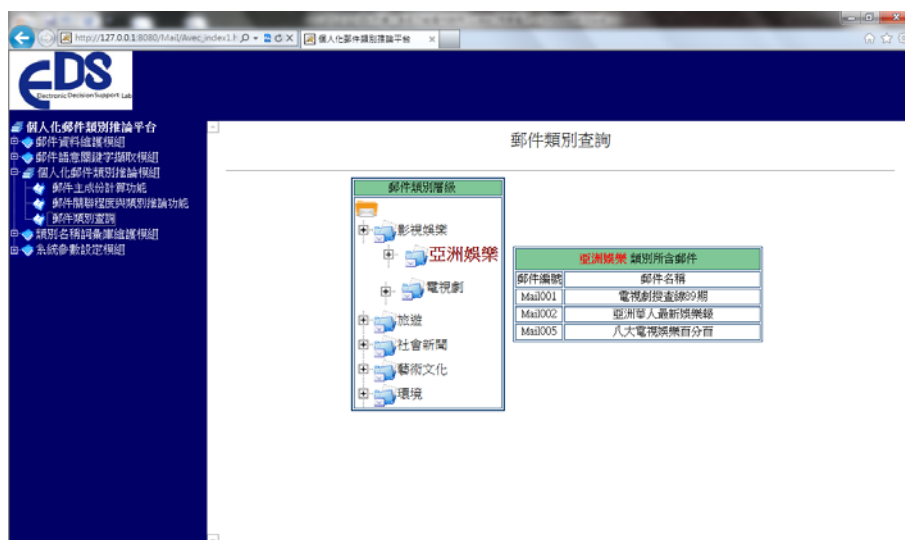 http://127.0.0.1:8080/Mail/Avec_index1.h
個人化郵件類別推論平台
EDS
Electronic Decision Support Lab
個人化郵件類別推論平台
郵件資料維護模組
郵件語意關鍵字擷取模組
個人化郵件類別推論模組
郵件主成份計算功能
郵件關聯程度與類別推論功能
郵件類別查詢
類別名稱詞彙庫維護模組
系統參數設定模組
郵件類別查詢
郵件類別層級
影視娛樂
亞洲娛樂
電視劇
旅遊
社會新聞
藝術文化
環境
亞洲娛樂 類別所含郵件
郵件編號 郵件名稱
Mail001 電視劇搜查線89期
Mail002 亞洲華人最新娛樂報
Mail005 八大電視娛樂百分百